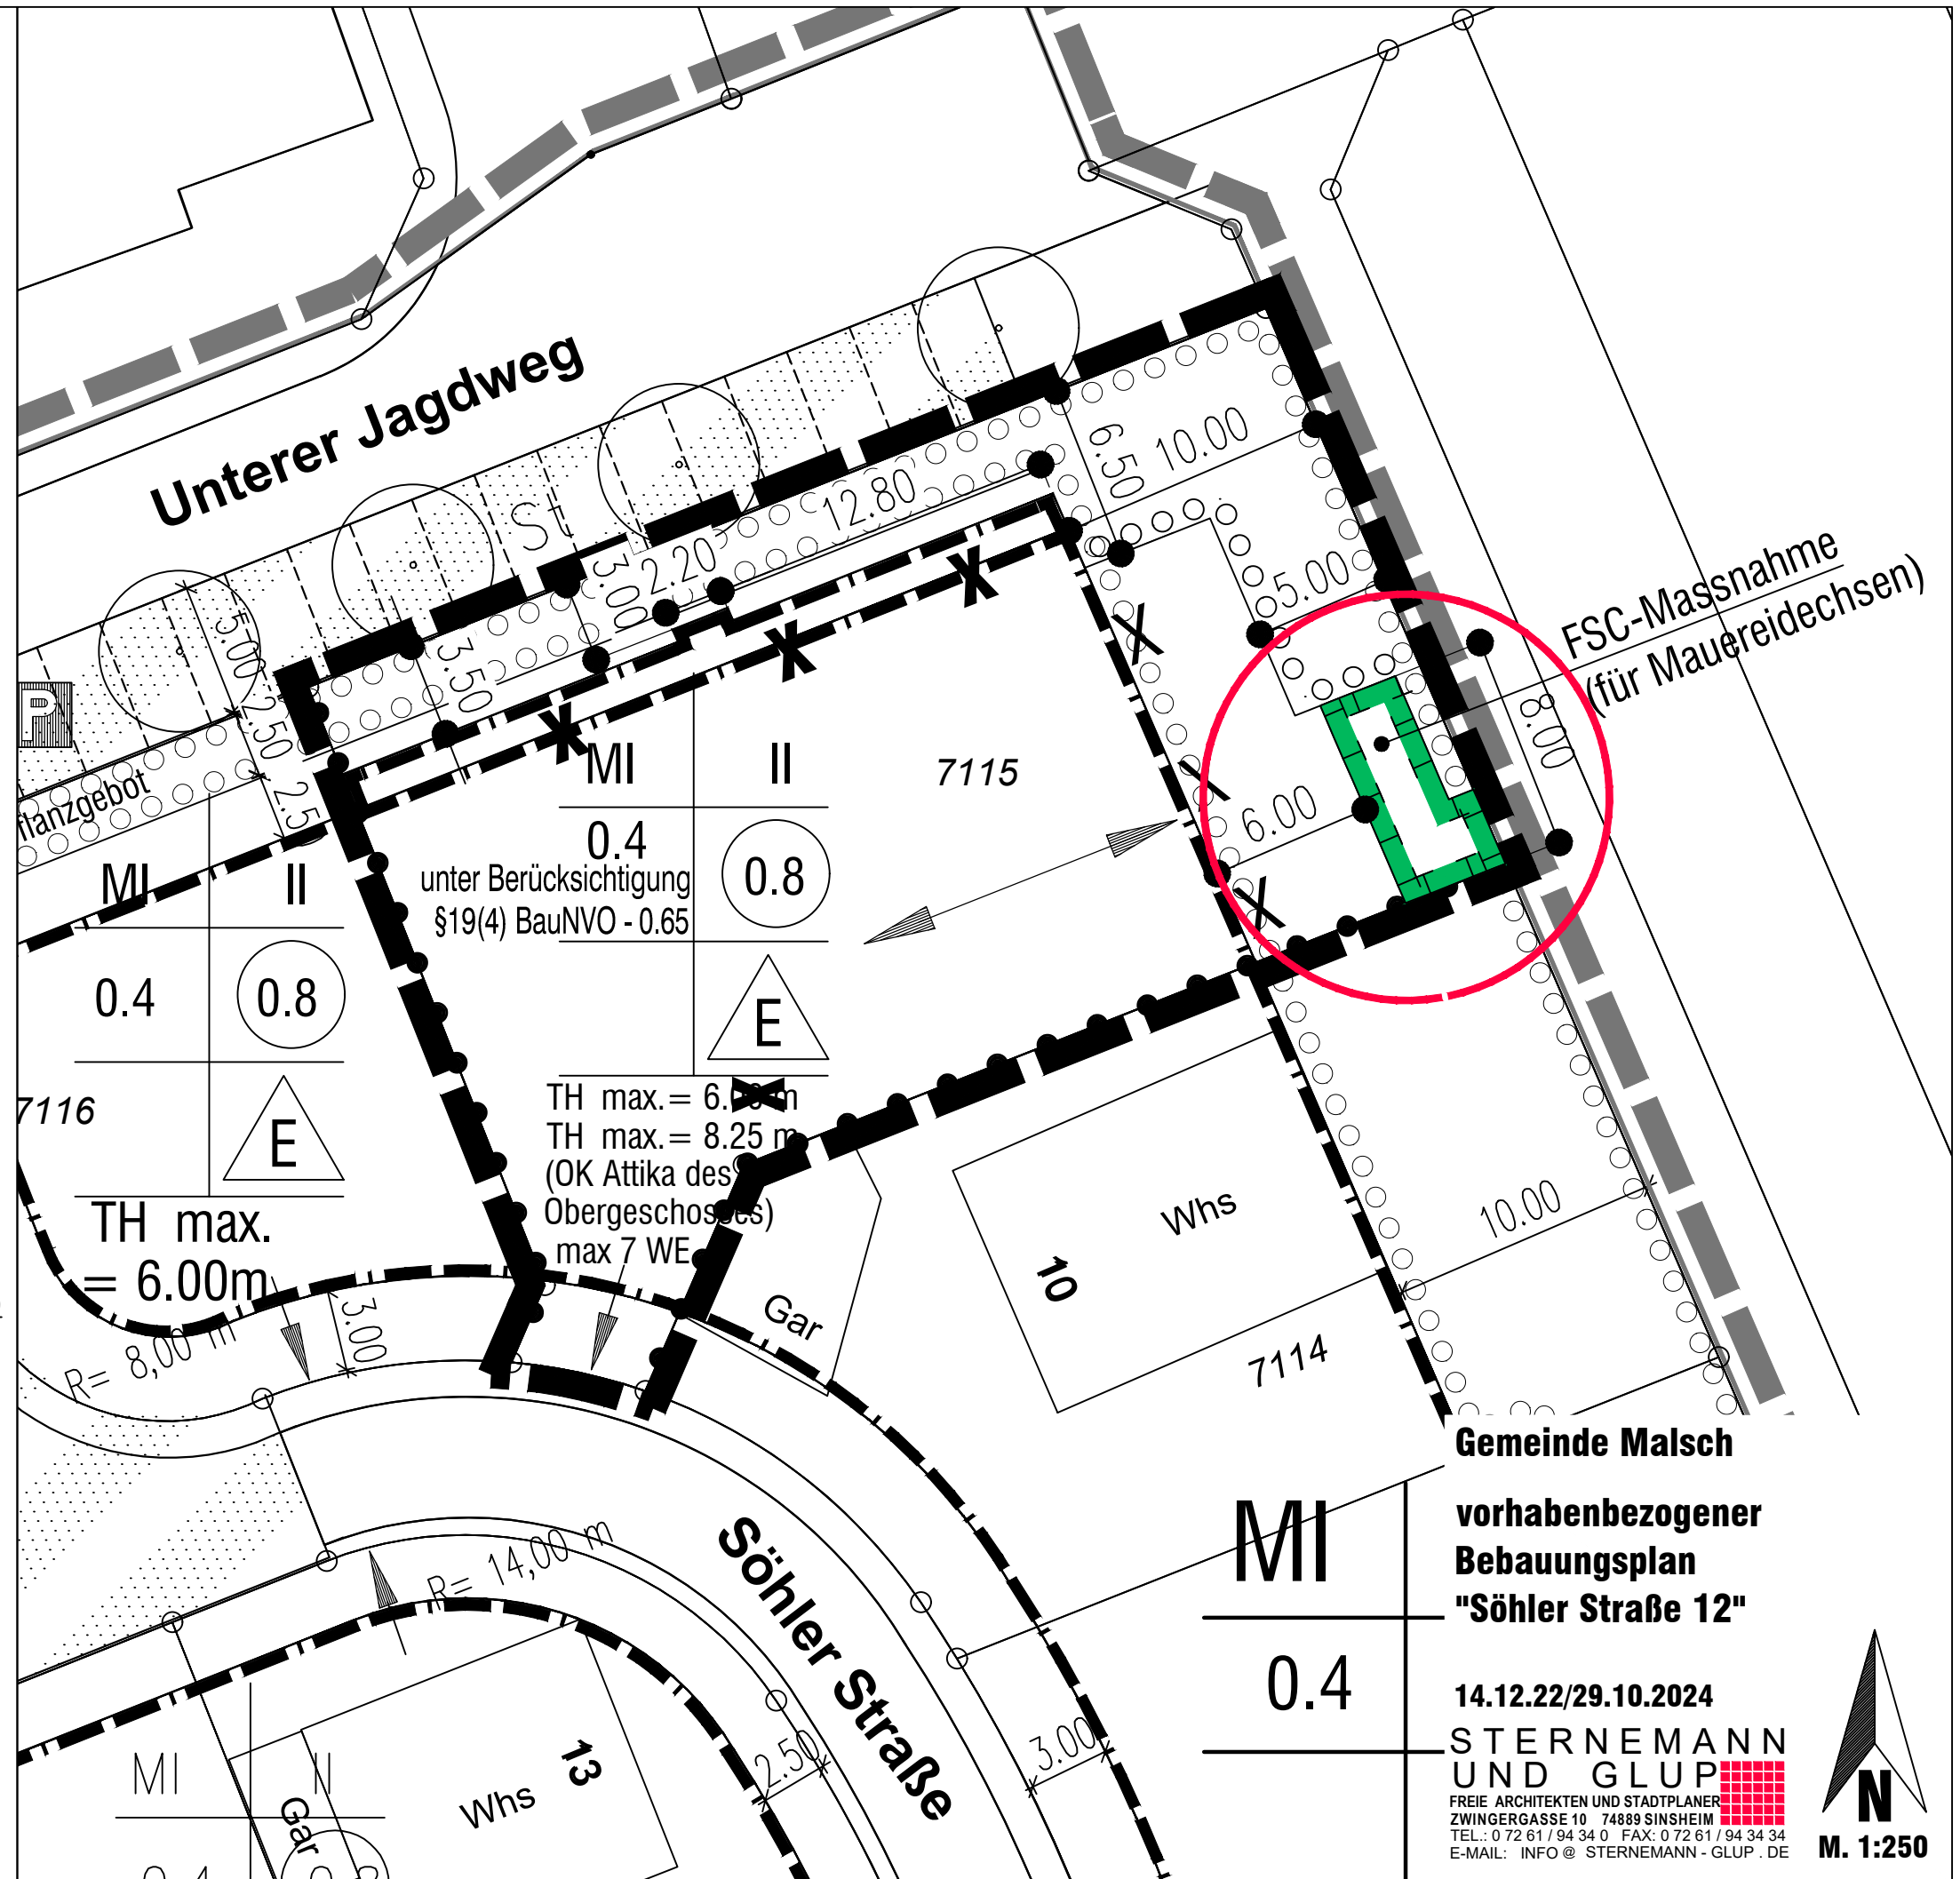 Unterer Jagdweg
St
12.80
6.50
10.00
2.20
3.00
5.00
3.50
5.00
2.50
P
flanzgebot
FSC-Massnahme
(für Mauereidechsen)
8.00
6.00
7115
MI II
0.4
0.8
unter Berücksichtigung
§19(4) BauNVO - 0.65
E
TH max.= 6.00 m
TH max.= 8.25 m
(OK Attika des
Obergeschosses)
max 7 WE
MI II
0.4 0.8
E
7116
TH max.
= 6.00m
R= 8,00 m
3.00
Gar
Whs
10
10.00
7114
R= 14,00 m
Söhler Straße
2.50
3.00
MI II
Gar
Whs
13
MI
0.4
Gemeinde Malsch
vorhabenbezogener
Bebauungsplan
"Söhler Straße 12"
14.12.22/29.10.2024
STERNEMANN
UND GLUP
FREIE ARCHITEKTEN UND STADTPLANER
ZWINGERGASSE 10 74889 SINSHEIM
TEL.: 0 72 61 / 94 34 0 FAX: 0 72 61 / 94 34 34
E-MAIL: INFO @ STERNEMANN - GLUP . DE
N
M. 1:250